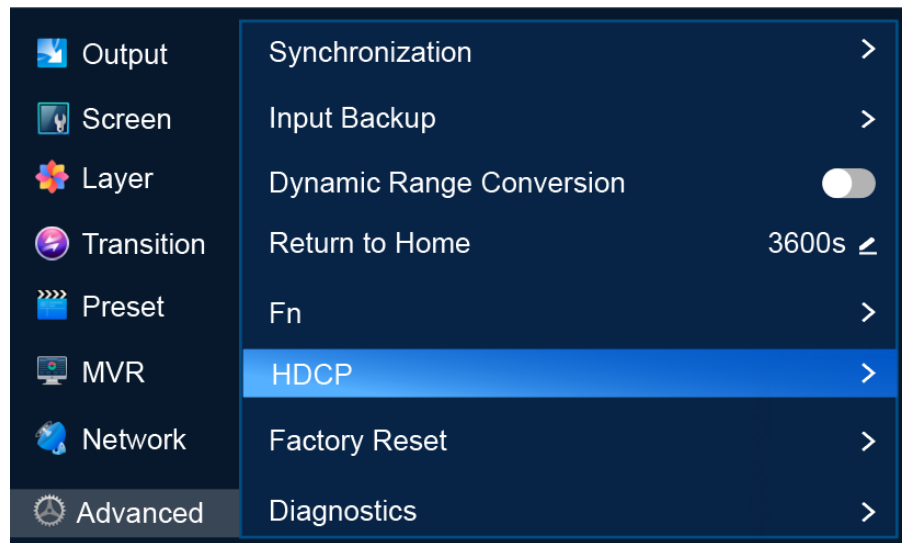 Output
Screen
Layer
Transition
Preset
MVR
Network
Advanced
Synchronization
Input Backup
Dynamic Range Conversion
Return to Home 3600s
Fn
HDCP
Factory Reset
Diagnostics